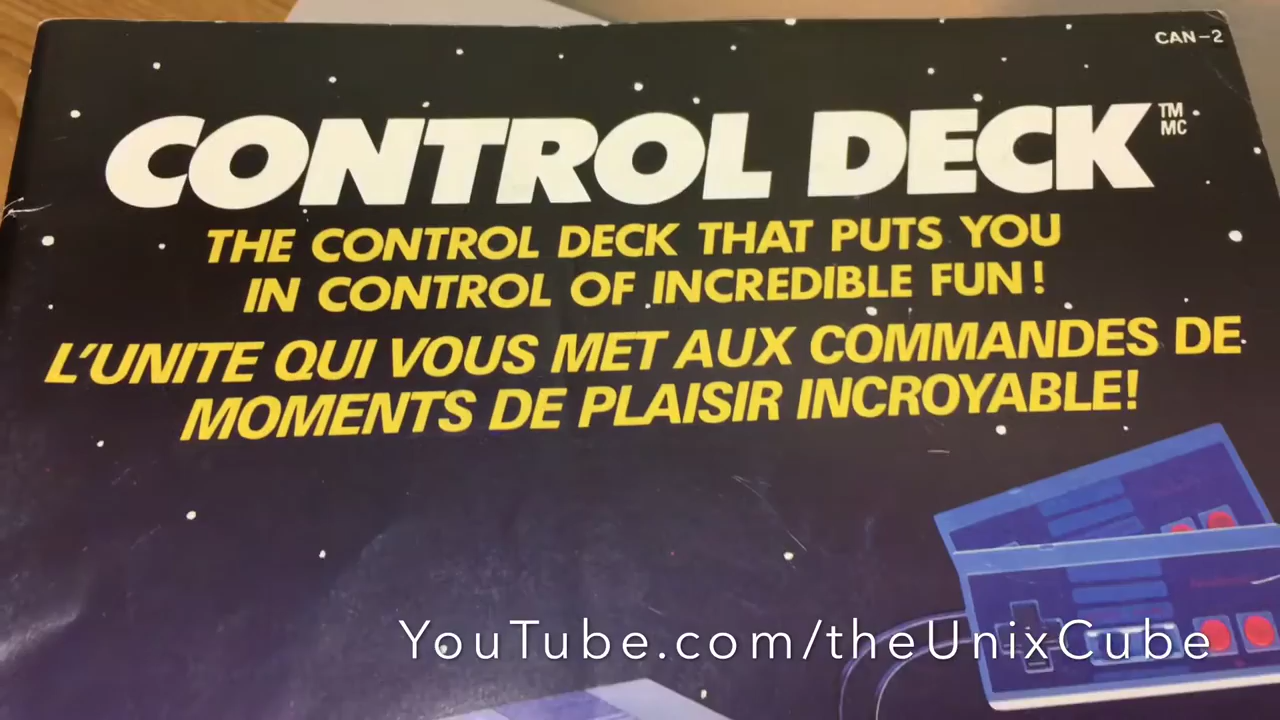 CAN-2
CONTROL DECK TM MC
THE CONTROL DECK THAT PUTS YOU
IN CONTROL OF INCREDIBLE FUN!
L'UNITE QUI VOUS MET AUX COMMANDES DE
MOMENTS DE PLAISIR INCROYABLE!
YouTube.com/theUnixCube